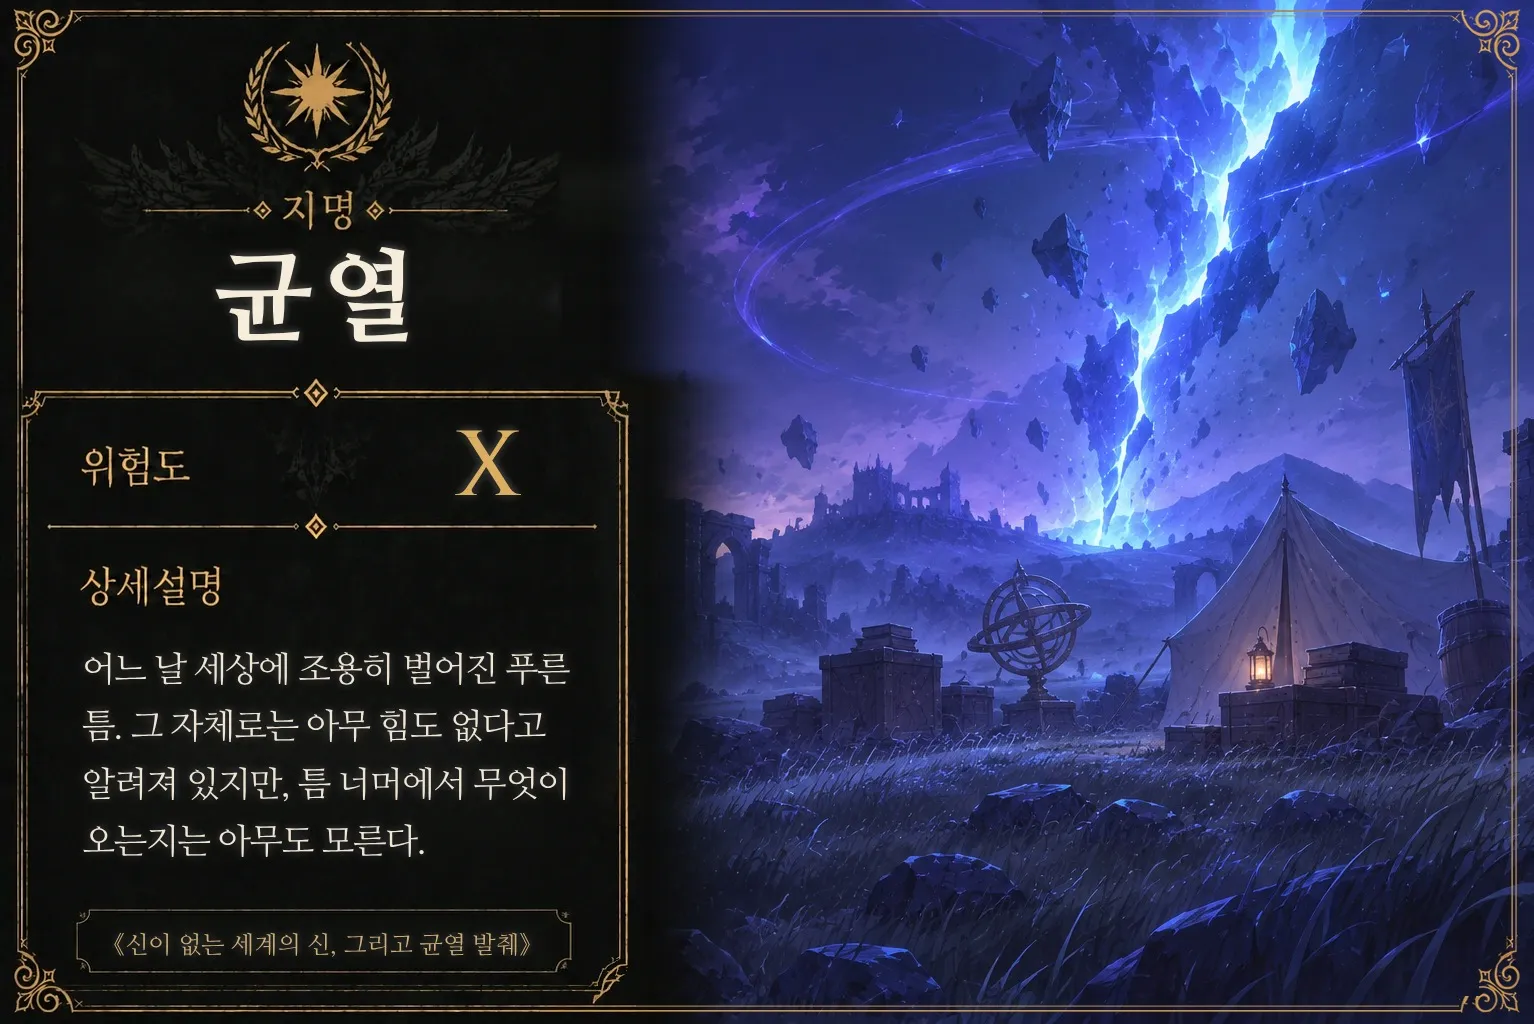 지명
균열
위험도
X
상세설명
어느 날 세상에 조용히 벌어진 푸른
틈. 그 자체로는 아무 힘도 없다고
알려져 있지만, 틈 너머에서 무엇이
오는지는 아무도 모른다.
《신이 없는 세계의 신, 그리고 균열 발췌》